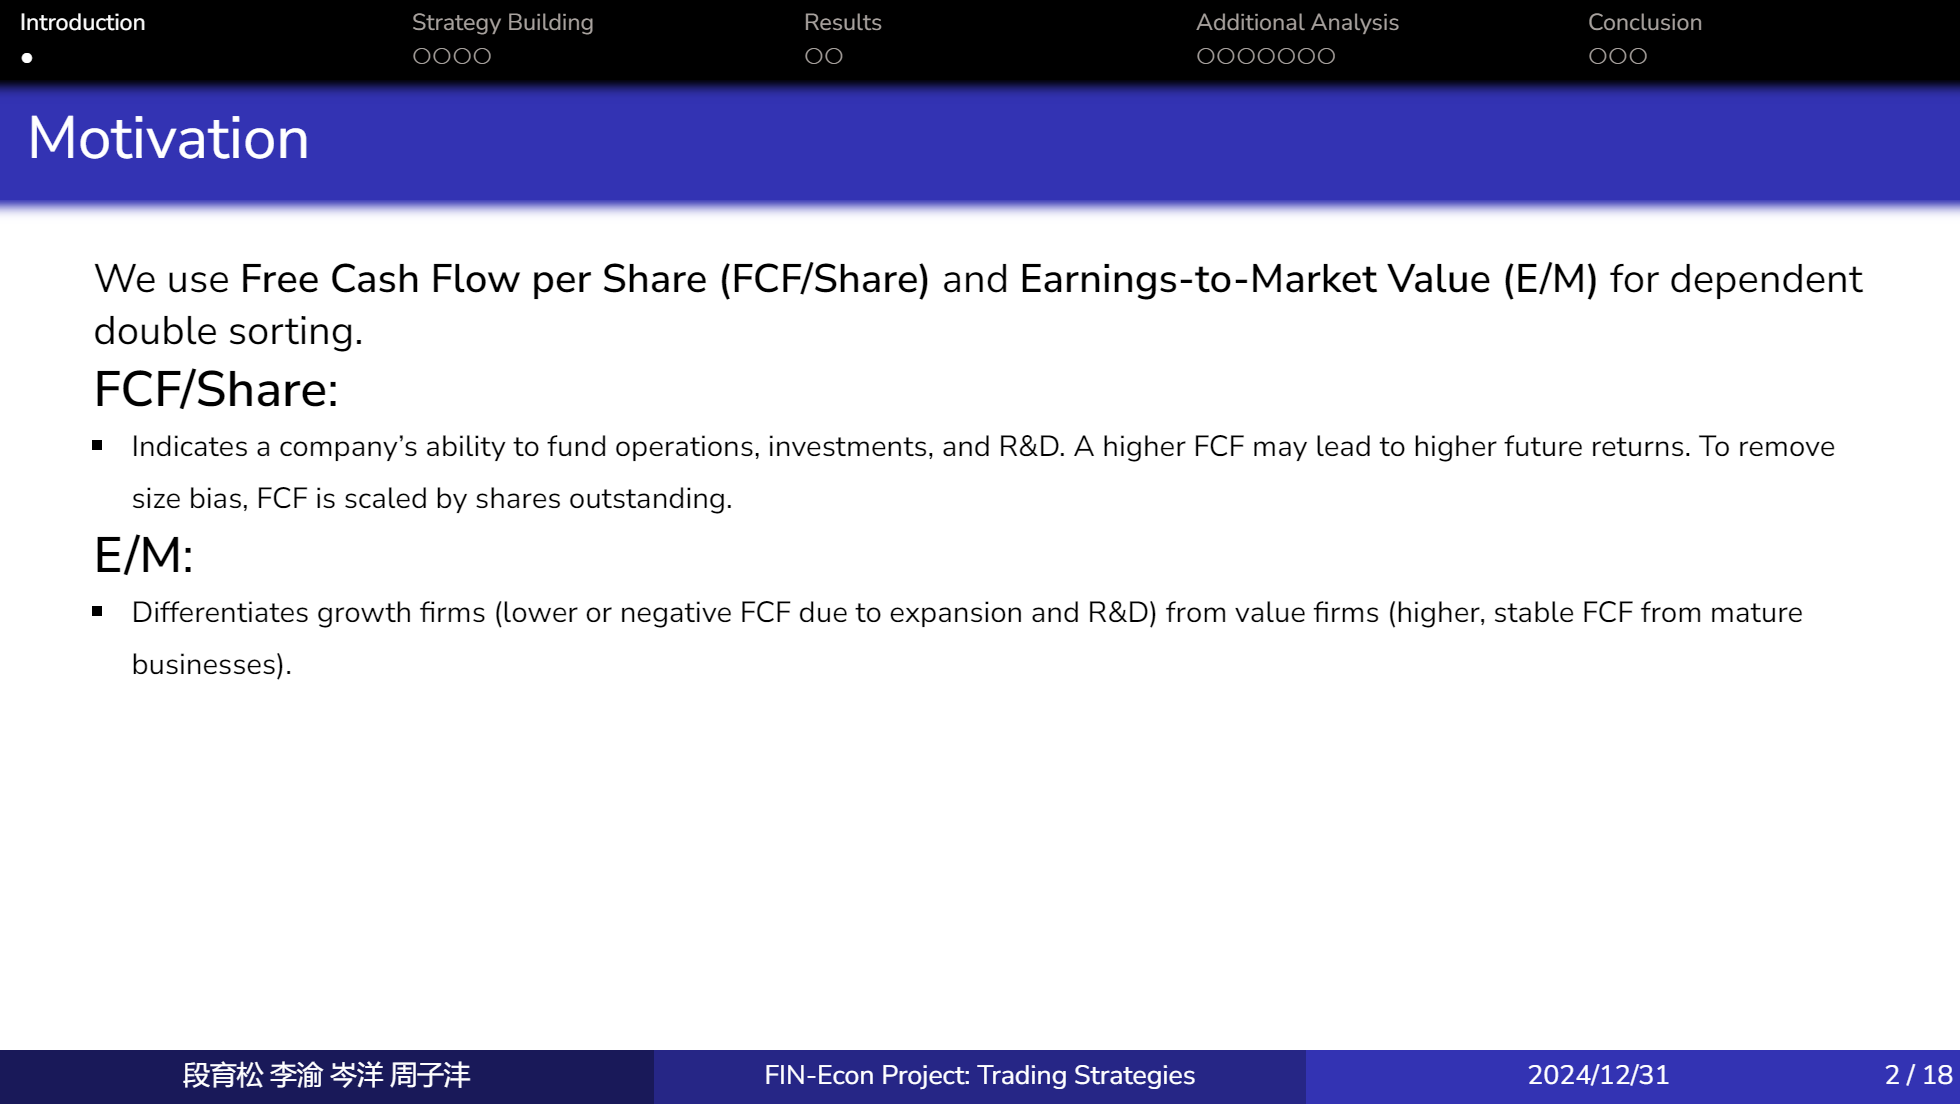 Introduction
Strategy Building
Results
Additional Analysis
Conclusion
Motivation
We use Free Cash Flow per Share (FCF/Share) and Earnings-to-Market Value (E/M) for dependent
double sorting.
FCF/Share:
Indicates a company’s ability to fund operations, investments, and R&D. A higher FCF may lead to higher future returns. To remove
size bias, FCF is scaled by shares outstanding.
E/M:
Differentiates growth firms (lower or negative FCF due to expansion and R&D) from value firms (higher, stable FCF from mature
businesses).
段育松 李渝 岑洋 周子沣
FIN-Econ Project: Trading Strategies
2024/12/31
2 / 18